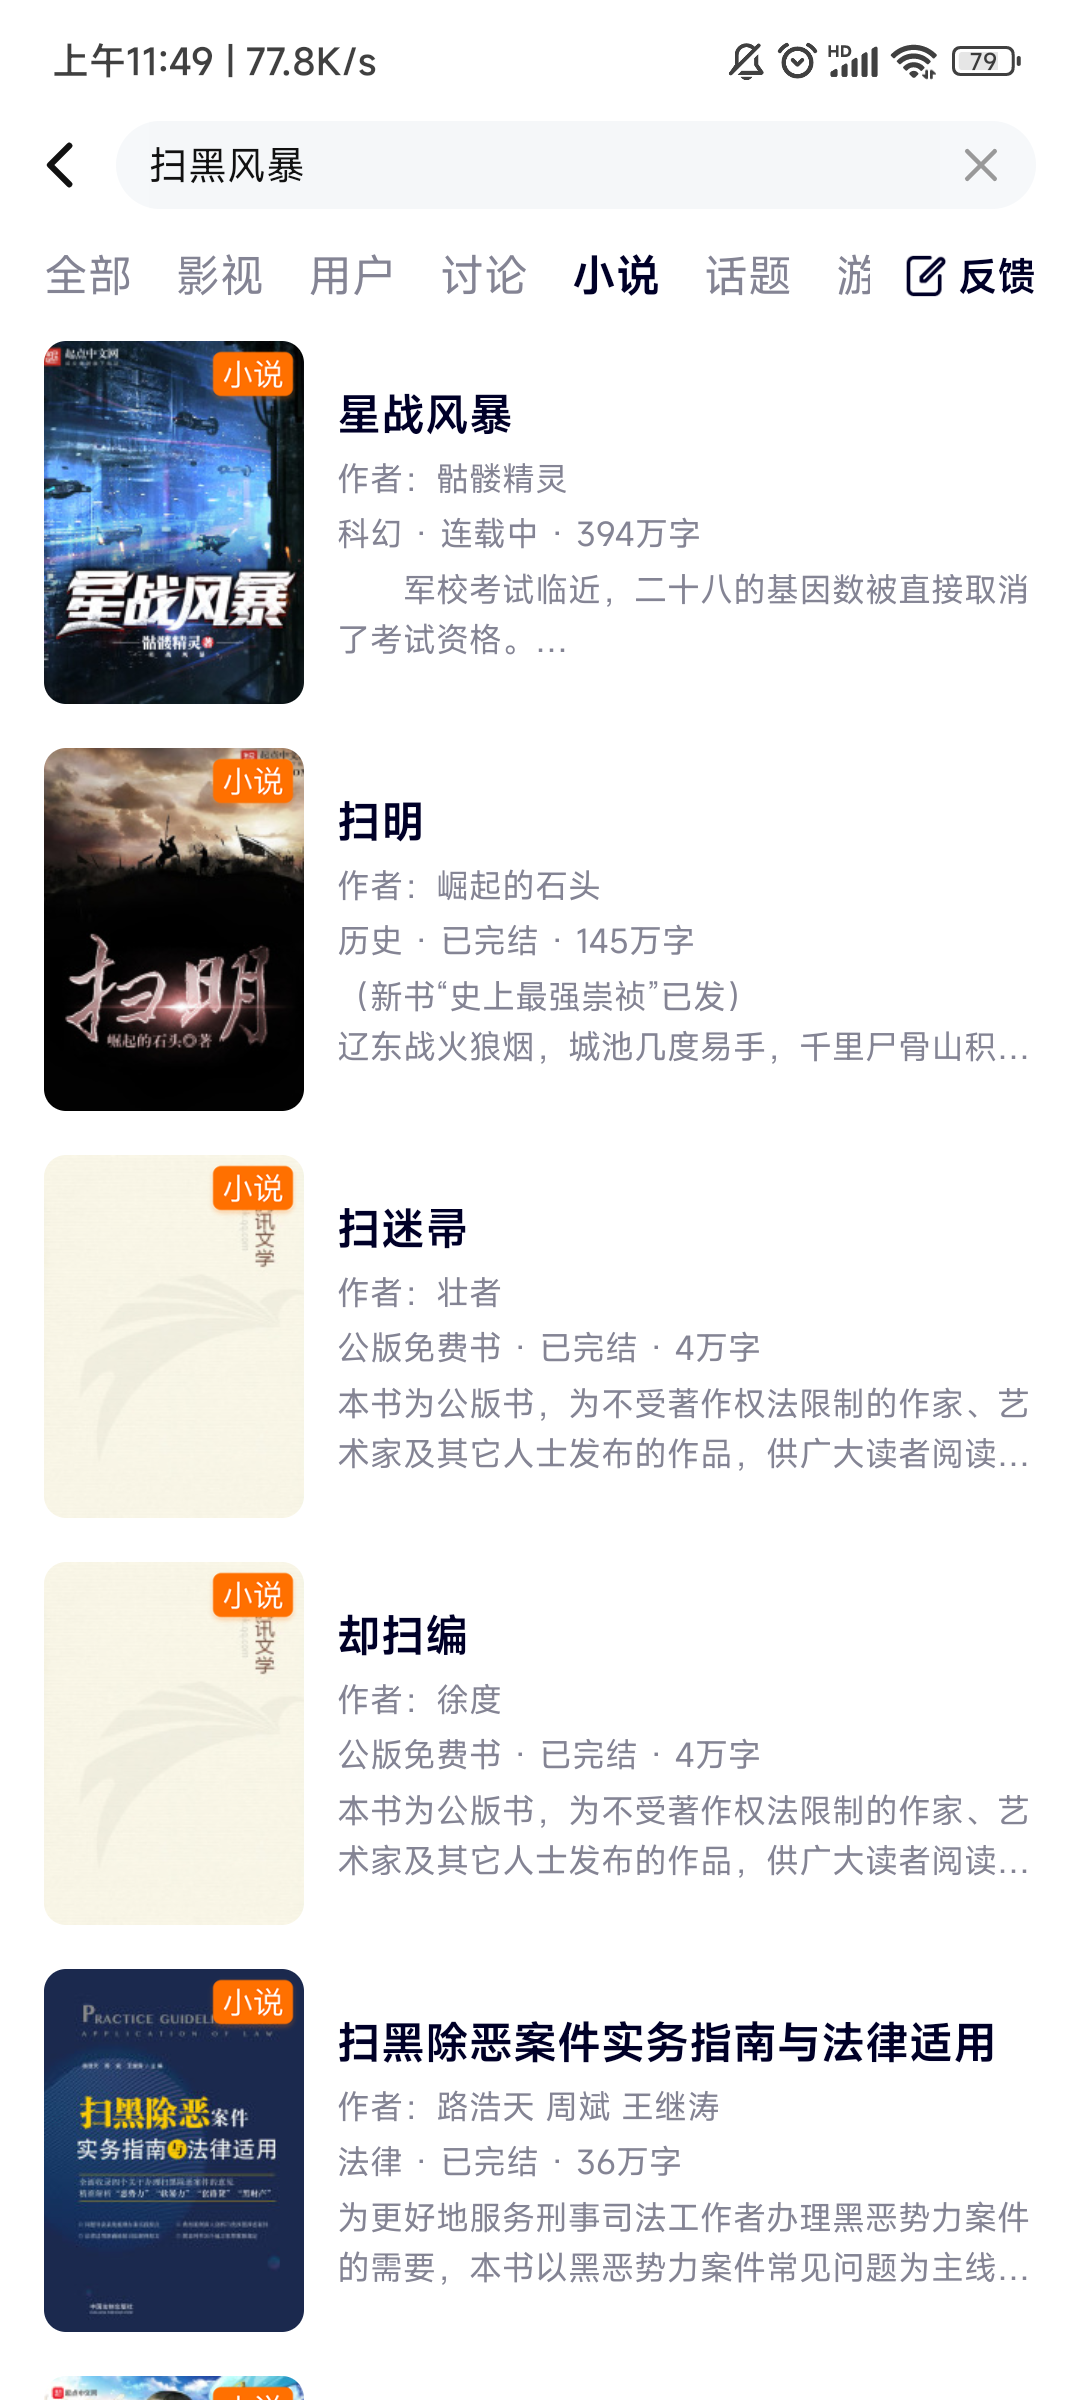 上午11:49 | 77.8K/s
HD
79
扫黑风暴
全部 影视 用户 讨论 小说 话题 游 反馈
起点中文网
小说
星战风暴
骷髅精灵 著
星战风暴
作者：骷髅精灵
科幻 · 连载中 · 394万字
军校考试临近，二十八的基因数被直接取消
了考试资格。...
小说
扫明
崛起的石头 著
扫明
作者：崛起的石头
历史 · 已完结 · 145万字
（新书“史上最强崇祯”已发）
辽东战火狼烟，城池几度易手，千里尸骨山积...
小说
讯文学
扫迷帚
作者：壮者
公版免费书 · 已完结 · 4万字
本书为公版书，为不受著作权法限制的作家、艺
术家及其它人士发布的作品，供广大读者阅读...
小说
讯文学
却扫编
作者：徐度
公版免费书 · 已完结 · 4万字
本书为公版书，为不受著作权法限制的作家、艺
术家及其它人士发布的作品，供广大读者阅读...
小说
PRACTICE GUIDEL
APPLICATION OF LAW
扫黑除恶案件
实务指南与法律适用
扫黑除恶案件实务指南与法律适用
作者：路浩天 周斌 王继涛
法律 · 已完结 · 36万字
为更好地服务刑事司法工作者办理黑恶势力案件
的需要，本书以黑恶势力案件常见问题为主线...
起点中文网
小说